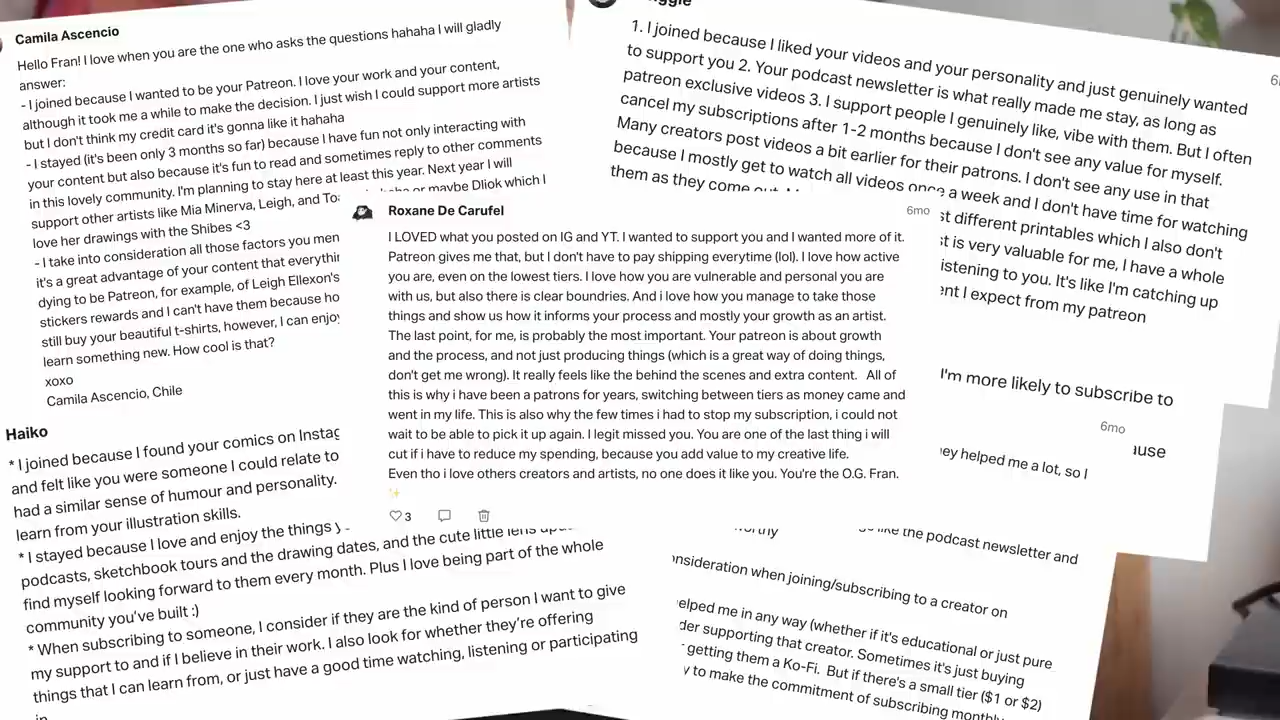 Camila Ascencio
Hello Fran! I love when you are the one who asks the questions hahaha I will gladly
answer:
- I joined because I wanted to be your Patreon. I love your work and your content,
although it took me a while to make the decision. I just wish I could support more artists
but I don't think my credit card it's gonna like it hahaha
- I stayed (it's been only 3 months so far) because I have fun not only interacting with
your content but also because it's fun to read and sometimes reply to other comments
in this lovely community. I'm planning to stay here at least this year. Next year I will
support other artists like Mia Minerva, Leigh, and
or maybe Dliok which I
love her drawings with the Shibes <3
- I take into consideration all those factors you
it's a great advantage of your content that
dying to be Patreon, for example, of Leigh Ellexon's
stickers rewards and I can't have them because
still buy your beautiful t-shirts, however, I can
learn something new. How cool is that?
xoxo
Camila Ascencio, Chile
1. I joined because I liked your videos and your personality and just genuinely wanted
to support you 2. Your podcast newsletter is what really made me stay, as long as
patreon exclusive videos 3. I support people I genuinely like, vibe with them. But I often
cancel my subscriptions after 1-2 months because I don't see any value for myself.
Many creators post videos a bit earlier for their patrons. I don't see any use in that
because I mostly get to watch all videos once a week and I don't have time for watching
them as they come out.
different printables which I also don't
is very valuable for me, I have a whole
listening to you. It's like I'm catching up
I expect from my patreon
Roxane De Carufel
6mo
I LOVED what you posted on IG and YT. I wanted to support you and I wanted more of it.
Patreon gives me that, but I don't have to pay shipping everytime (lol). I love how active
you are, even on the lowest tiers. I love how you are vulnerable and personal you are
with us, but also there is clear boundries. And i love how you manage to take those
things and show us how it informs your process and mostly your growth as an artist.
The last point, for me, is probably the most important. Your patreon is about growth
and the process, and not just producing things (which is a great way of doing things,
don't get me wrong). It really feels like the behind the scenes and extra content. All of
this is why i have been a patrons for years, switching between tiers as money came and
went in my life. This is also why the few times i had to stop my subscription, i could not
wait to be able to pick it up again. I legit missed you. You are one of the last thing i will
cut if i have to reduce my spending, because you add value to my creative life.
Even tho i love others creators and artists, no one does it like you. You're the O.G. Fran.
3
I'm more likely to subscribe to
6mo
they helped me a lot, so I
Haiko
* I joined because I found your comics on
and felt like you were someone I could relate to
had a similar sense of humour and personality.
learn from your illustration skills.
* I stayed because I love and enjoy the things
podcasts, sketchbook tours and the drawing dates, and the cute little lens
find myself looking forward to them every month. Plus I love being part of the whole
community you've built :)
* When subscribing to someone, I consider if they are the kind of person I want to give
my support to and if I believe in their work. I also look for whether they're offering
things that I can learn from, or just have a good time watching, listening or participating
in
like the podcast newsletter and
consideration when joining/subscribing to a creator on
helped me in any way (whether if it's educational or just pure
supporting that creator. Sometimes it's just buying
getting them a Ko-Fi. But if there's a small tier ($1 or $2)
to make the commitment of subscribing monthly